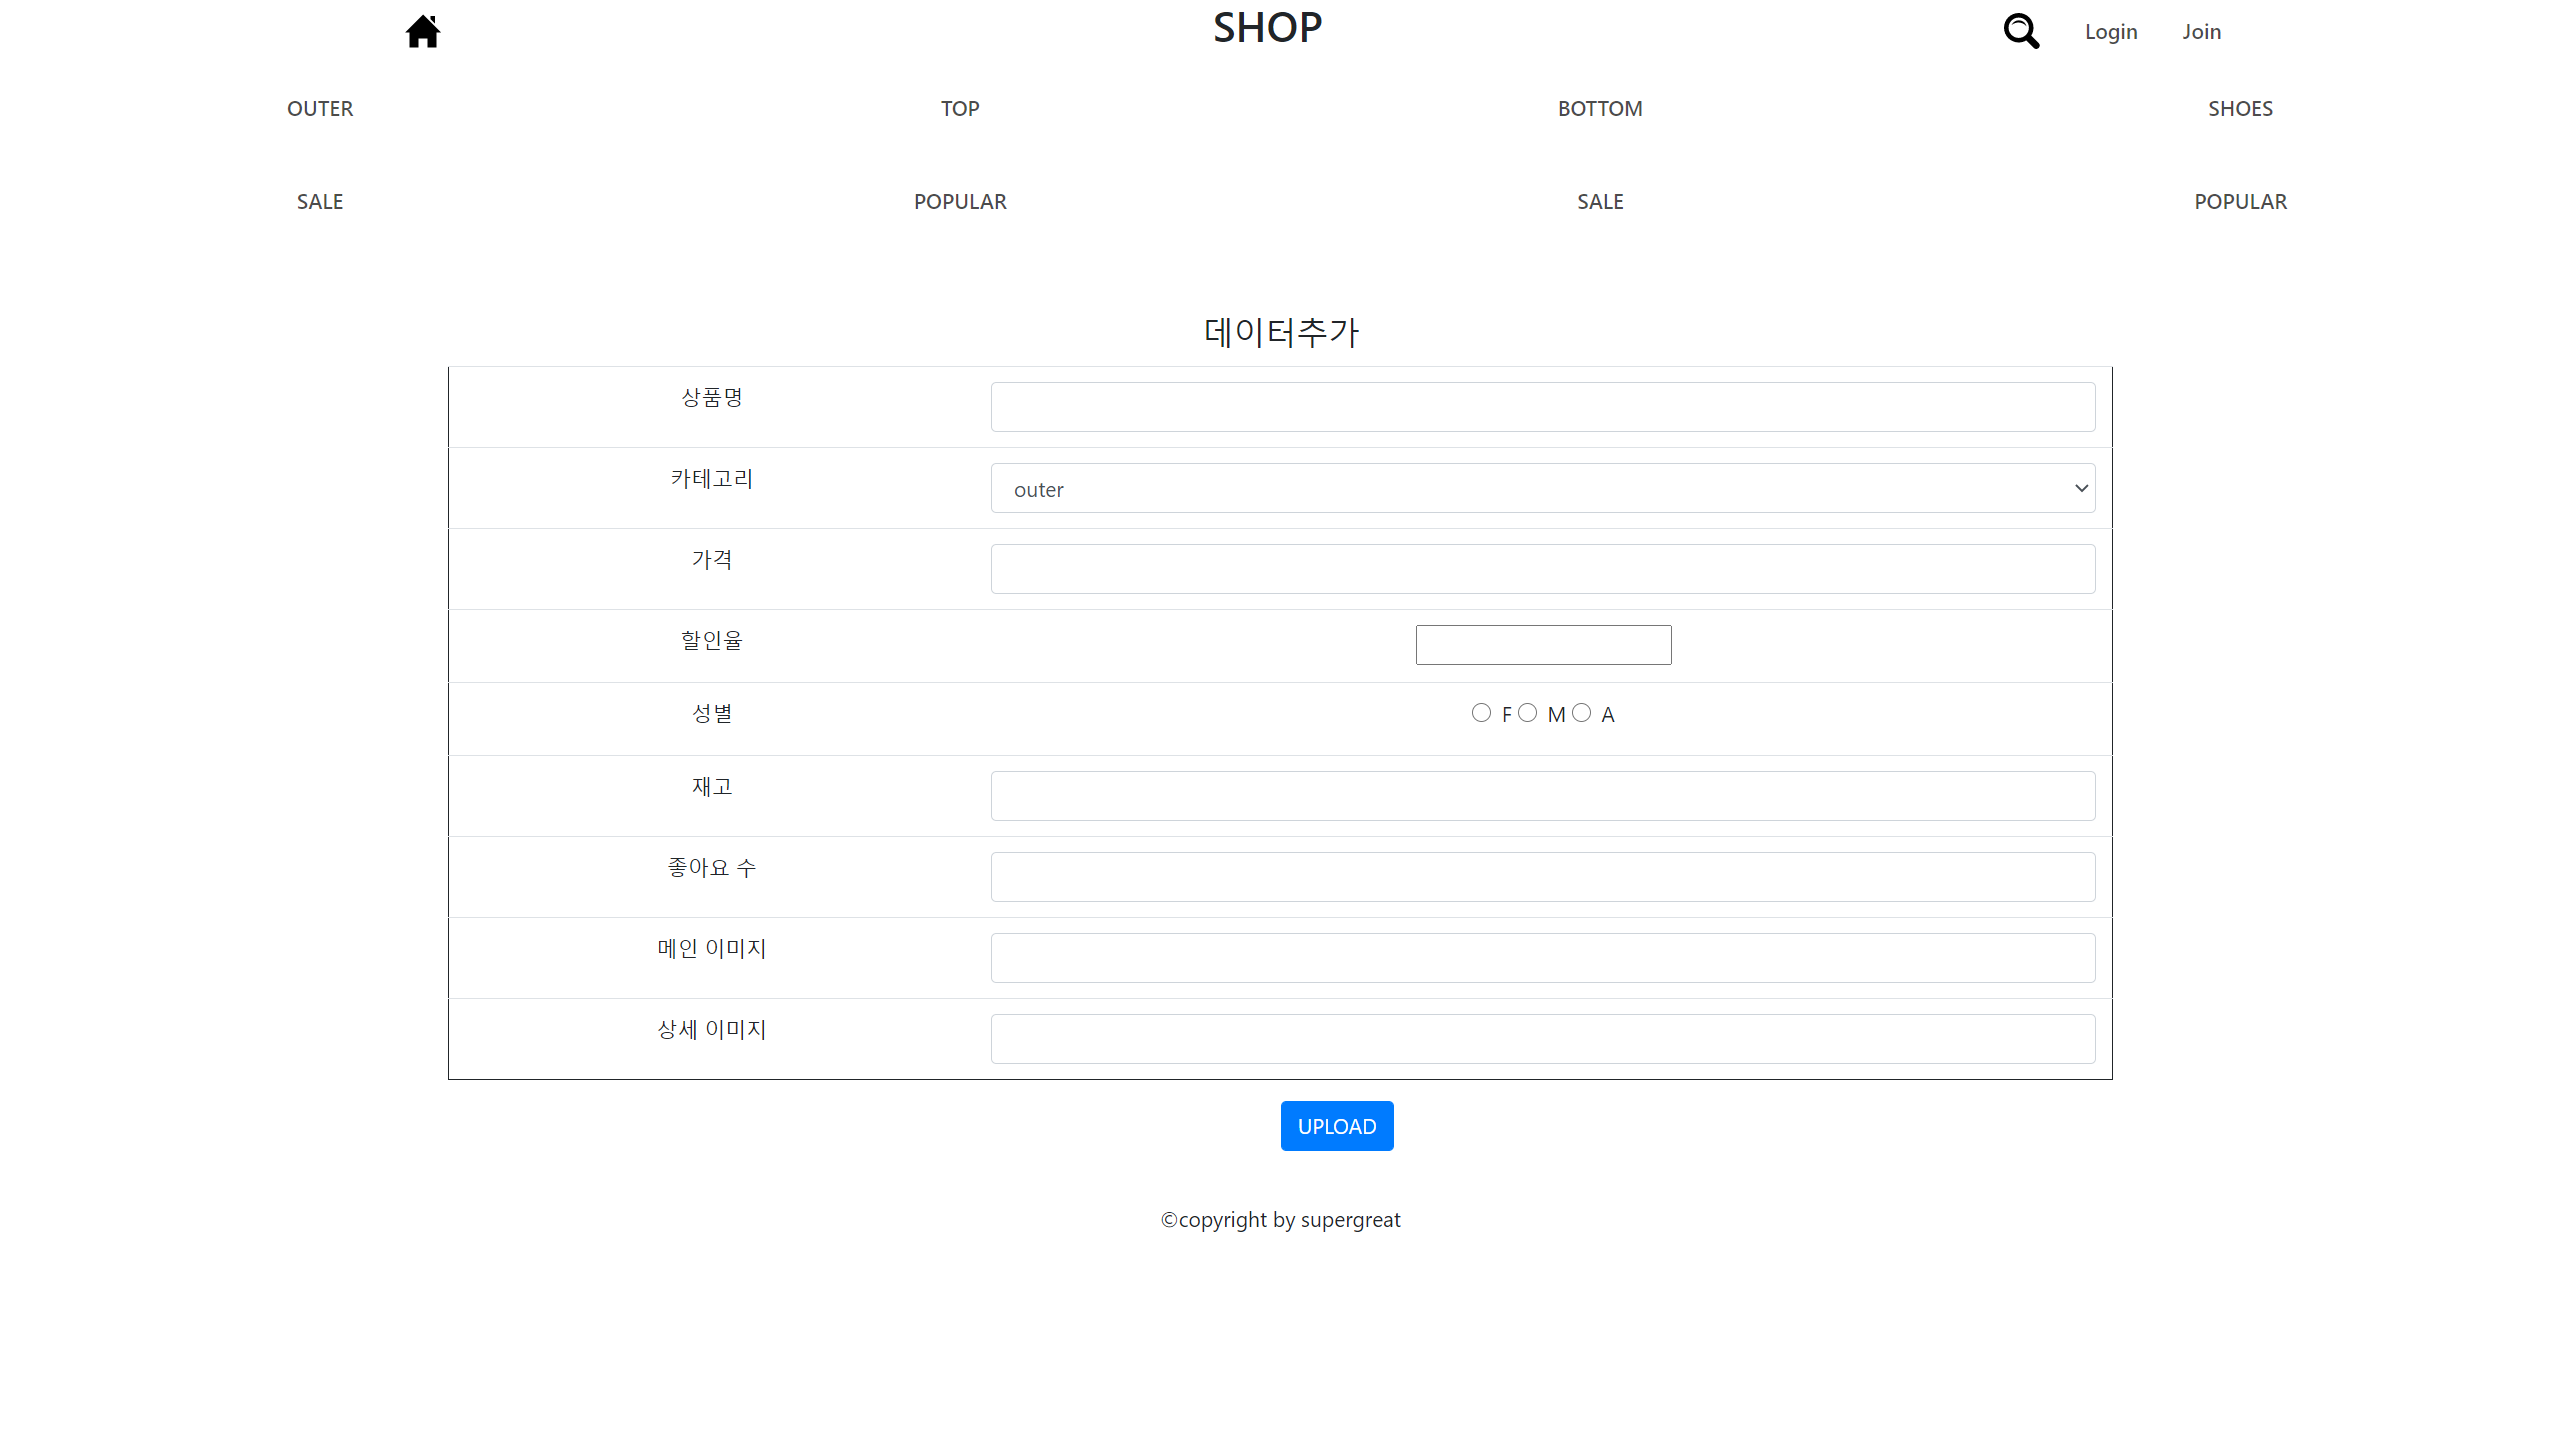 SHOP
Login Join
OUTER TOP BOTTOM SHOES
SALE POPULAR SALE POPULAR
데이터추가
상품명
카테고리 outer
가격
할인율
성별 F M A
재고
좋아요 수
메인 이미지
상세 이미지
UPLOAD
©copyright by supergreat